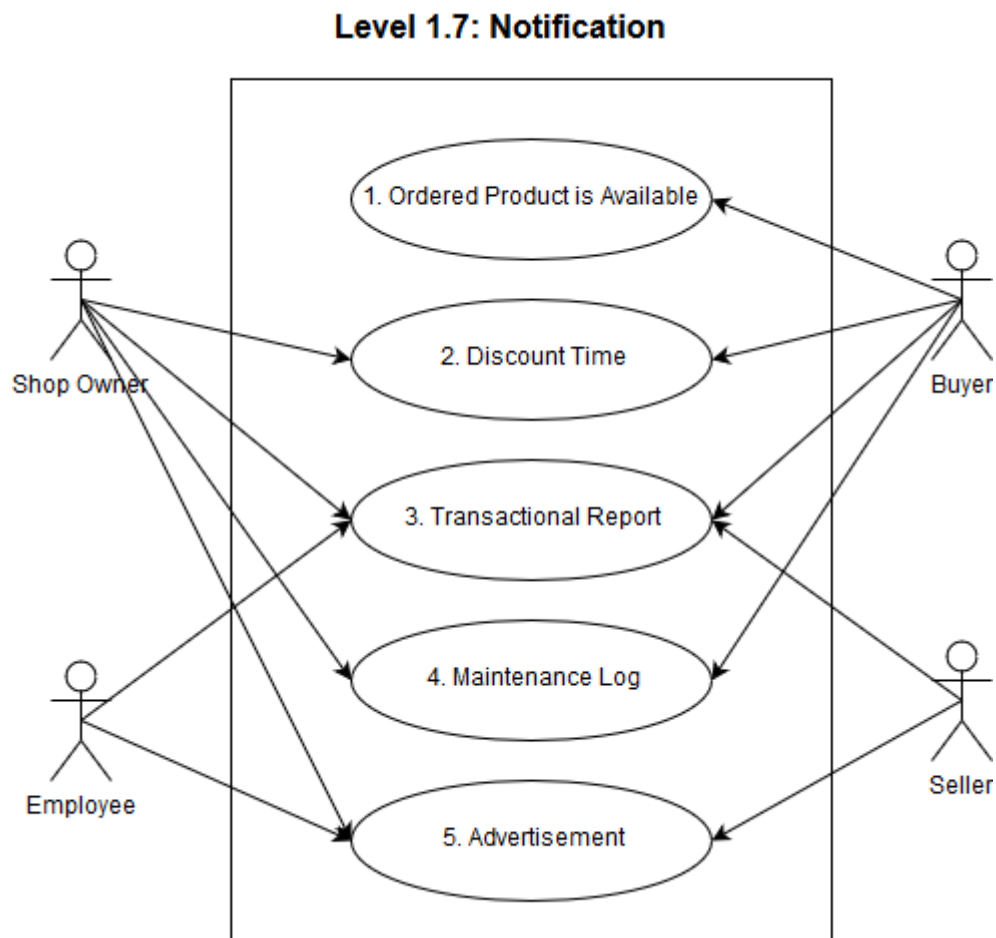 Level 1.7: Notification
1. Ordered Product is Available
2. Discount Time
Shop Owner
Buyer
3. Transactional Report
4. Maintenance Log
Employee
Seller
5. Advertisement